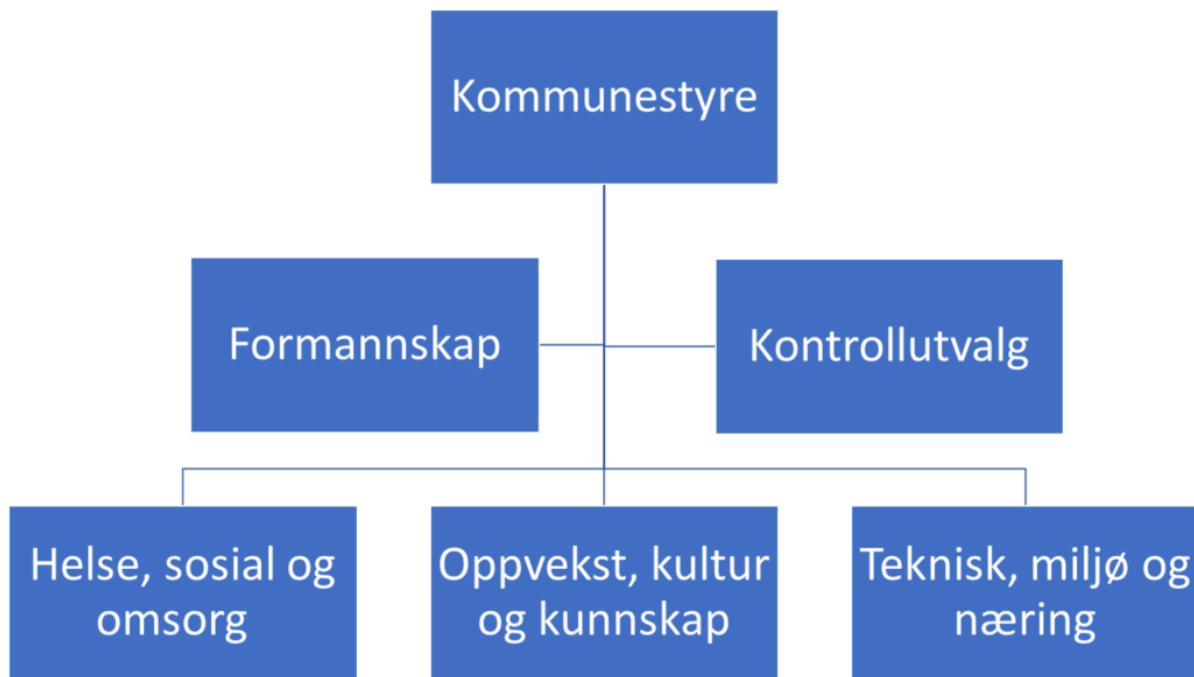 Kommunestyre
Formannskap
Kontrollutvalg
Helse, sosial og
omsorg
Oppvekst, kultur
og kunnskap
Teknisk, miljø og
næring